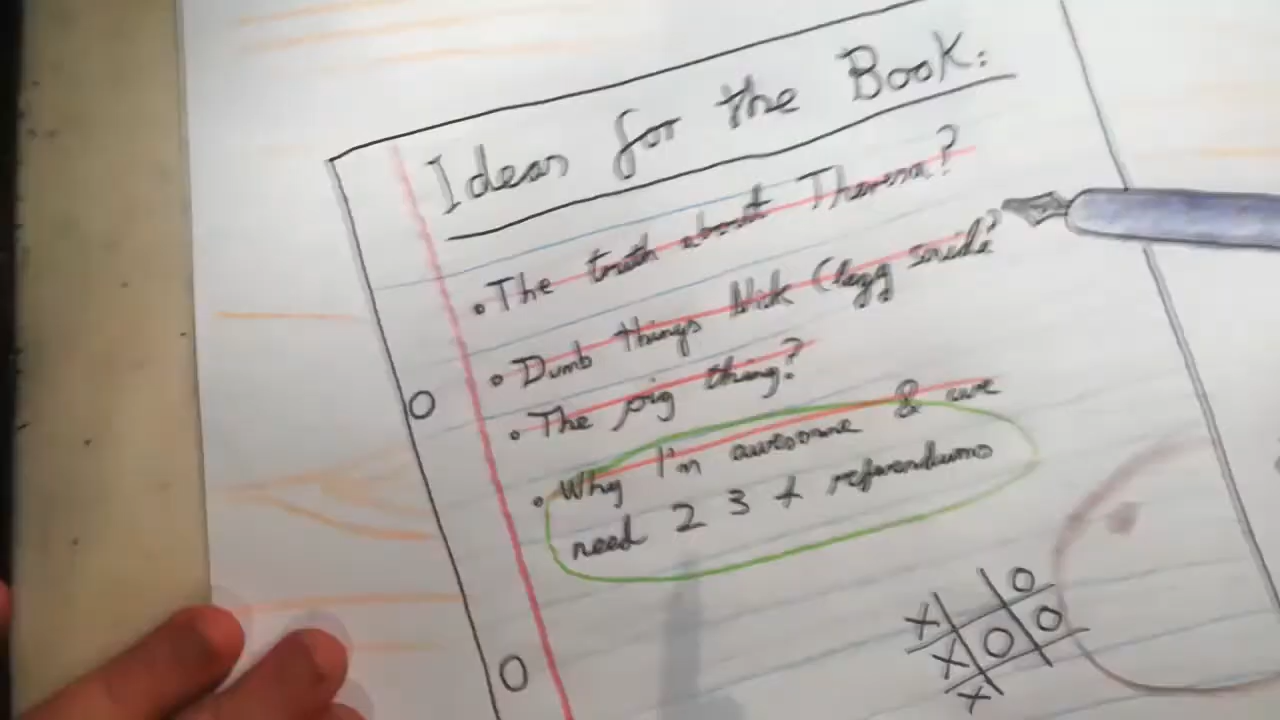 Ideas for the Book:
• The truth about Theresa?
• Dumb things Nick Clegg said?
• The pig thing?
• Why I'm awesome & we
need 2 3 + referendums
O
X O O
X
X